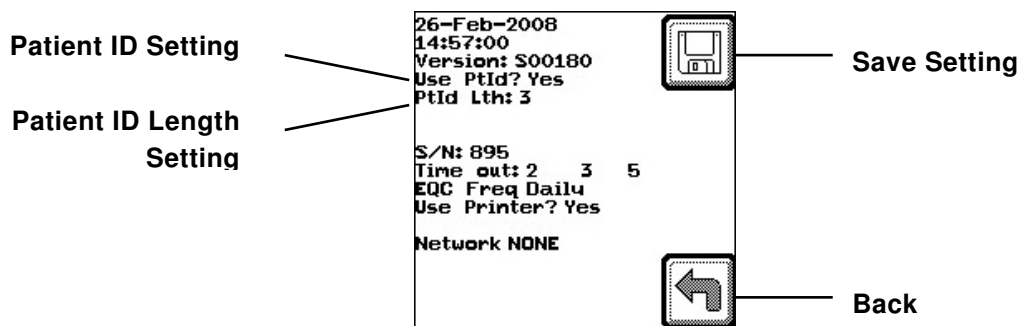 Patient ID Setting
Patient ID Length
Setting
26-Feb-2008
14:57:00
Version: S00180
Use PtId? Yes
PtId Lth: 3
S/N: 895
Time out: 2 3 5
EQC Freq Daily
Use Printer? Yes
Network NONE
Save Setting
Back